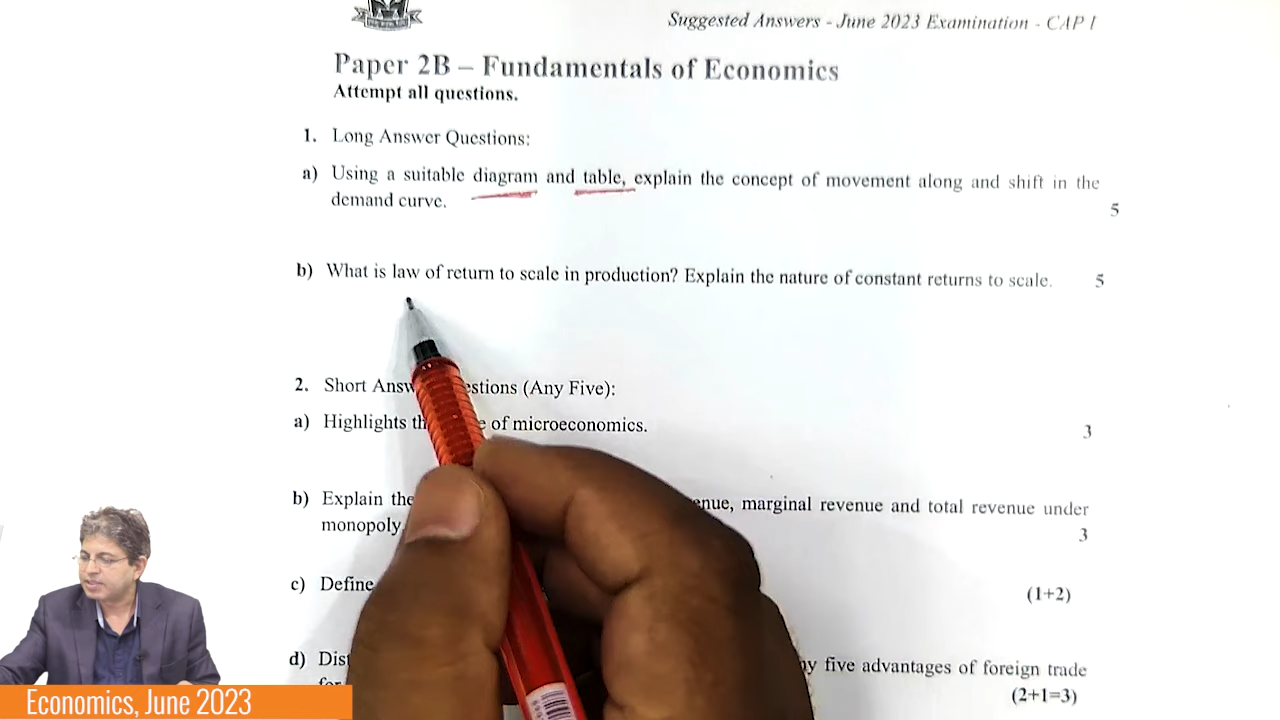 Suggested Answers - June 2023 Examination - CAP I
Paper 2B – Fundamentals of Economics
Attempt all questions.
1. Long Answer Questions:
a) Using a suitable diagram and table, explain the concept of movement along and shift in the
demand curve.
5
b) What is law of return to scale in production? Explain the nature of constant returns to scale. 5
2. Short Answ estions (Any Five):
a) Highlights th e of microeconomics.
3
b) Explain the enue, marginal revenue and total revenue under
monopoly.
3
c) Define (1+2)
d) Dist y five advantages of foreign trade
(2+1=3)
Economics, June 2023